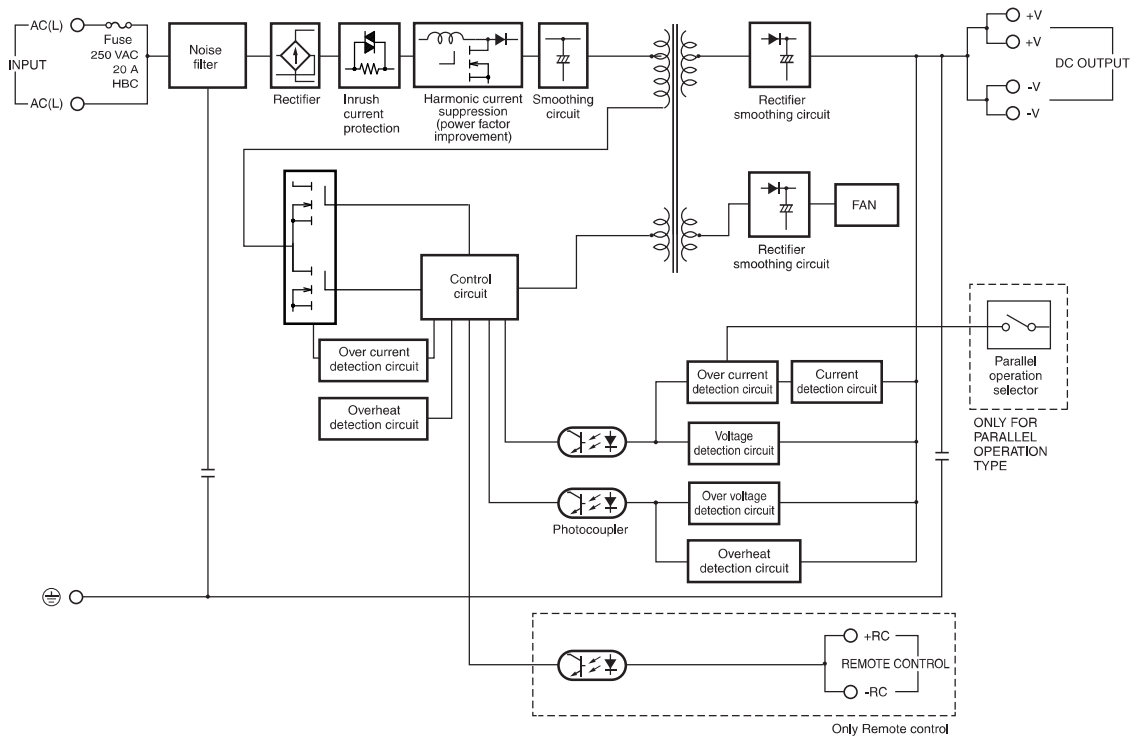 AC(L)
Fuse
250 VAC
20 A
HBC
INPUT
AC(L)
Noise
filter
Rectifier
Inrush
current
protection
Harmonic current
suppression
(power factor
improvement)
Smoothing
circuit
Rectifier
smoothing circuit
+V
+V
DC OUTPUT
-V
-V
Rectifier
smoothing circuit
FAN
Control
circuit
Over current
detection circuit
Overheat
detection circuit
Over current
detection circuit
Current
detection circuit
Parallel
operation
selector
ONLY FOR
PARALLEL
OPERATION
TYPE
Voltage
detection circuit
Photocoupler
Over voltage
detection circuit
Overheat
detection circuit
+RC
REMOTE CONTROL
-RC
Only Remote control